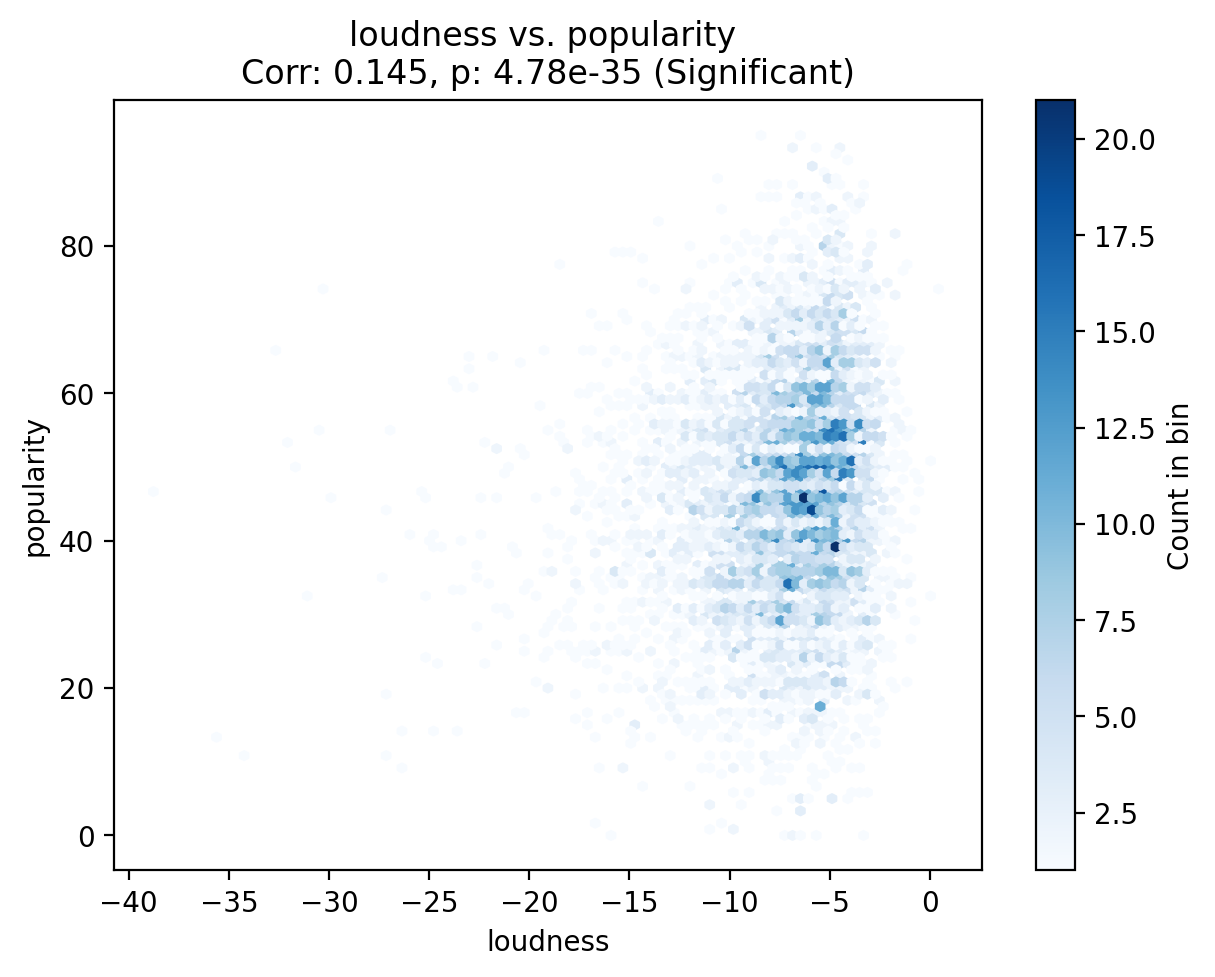 loudness vs. popularity
Corr: 0.145, p: 4.78e-35 (Significant)
popularity
80
60
40
20
0
−40 −35 −30 −25 −20 −15 −10 −5 0
loudness
20.0
17.5
15.0
12.5
10.0
7.5
5.0
2.5
Count in bin